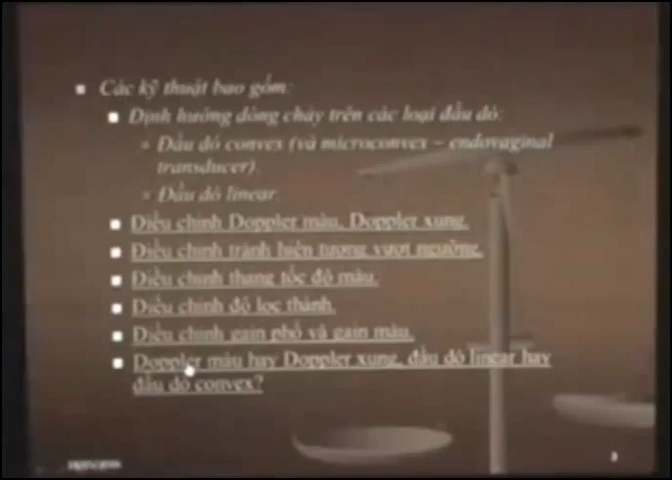 Các kỹ thuật bao gồm:
Định hướng dòng chảy trên các loại đầu dò:
Đầu dò convex (và microconvex – endovaginal
transducer).
Đầu dò linear.
Điều chỉnh Doppler màu, Doppler xung.
Điều chỉnh tránh hiện tượng vượt ngưỡng.
Điều chỉnh thang tốc độ màu.
Điều chỉnh độ lọc thành.
Điều chỉnh gain phổ và gain màu.
Doppler màu hay Doppler xung, đầu dò linear hay
đầu dò convex?